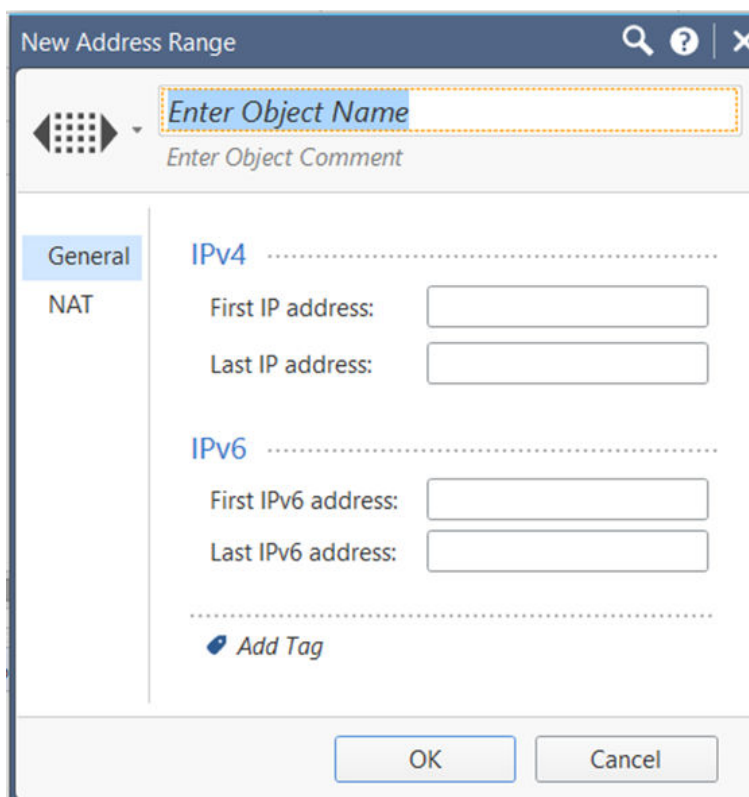 New Address Range
Enter Object Name
Enter Object Comment
General
NAT
IPv4
First IP address:
Last IP address:
IPv6
First IPv6 address:
Last IPv6 address:
Add Tag
OK
Cancel